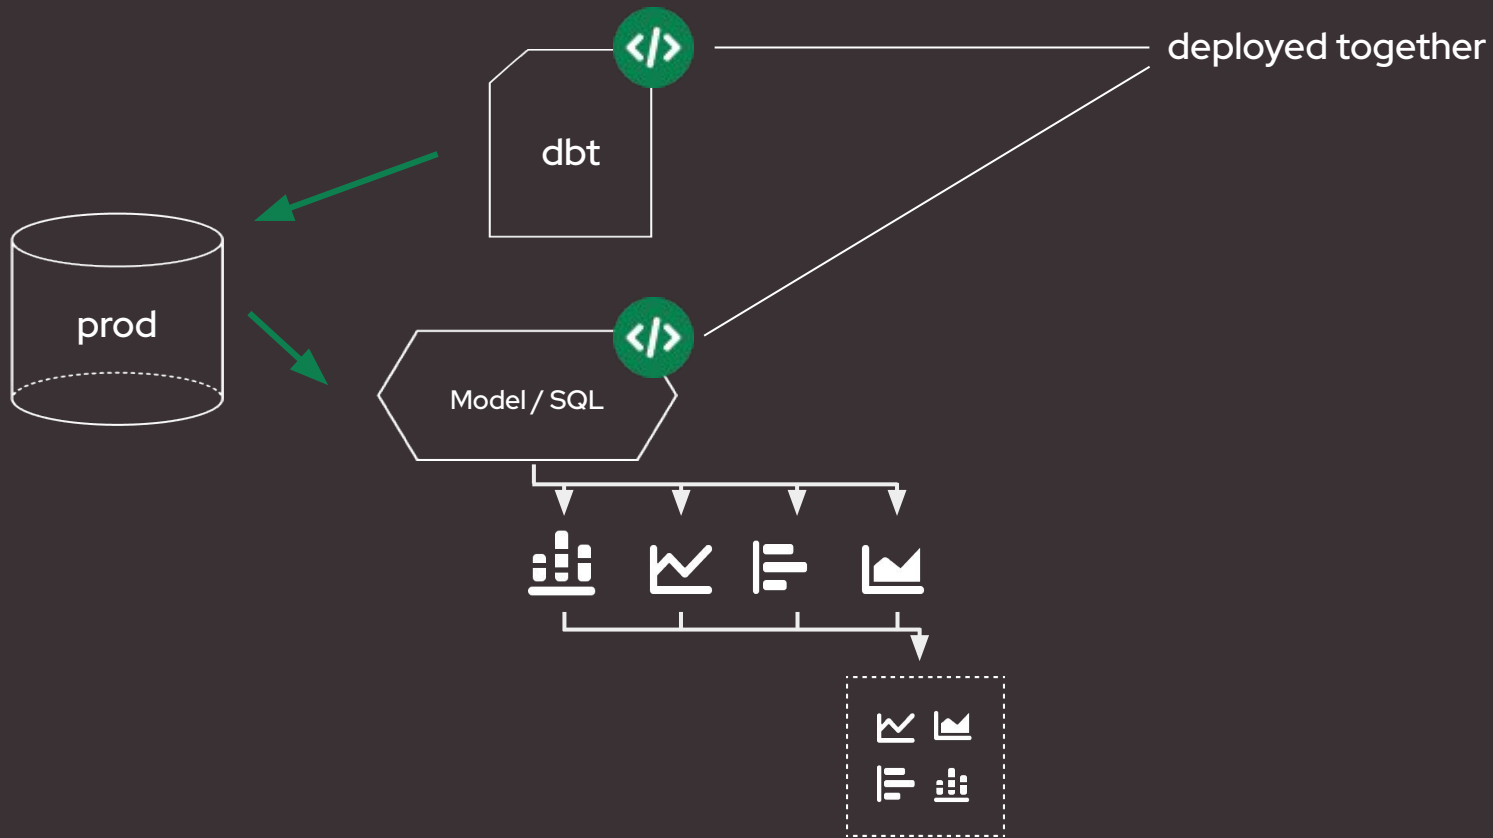 </>
deployed together
dbt
prod
</>
Model / SQL